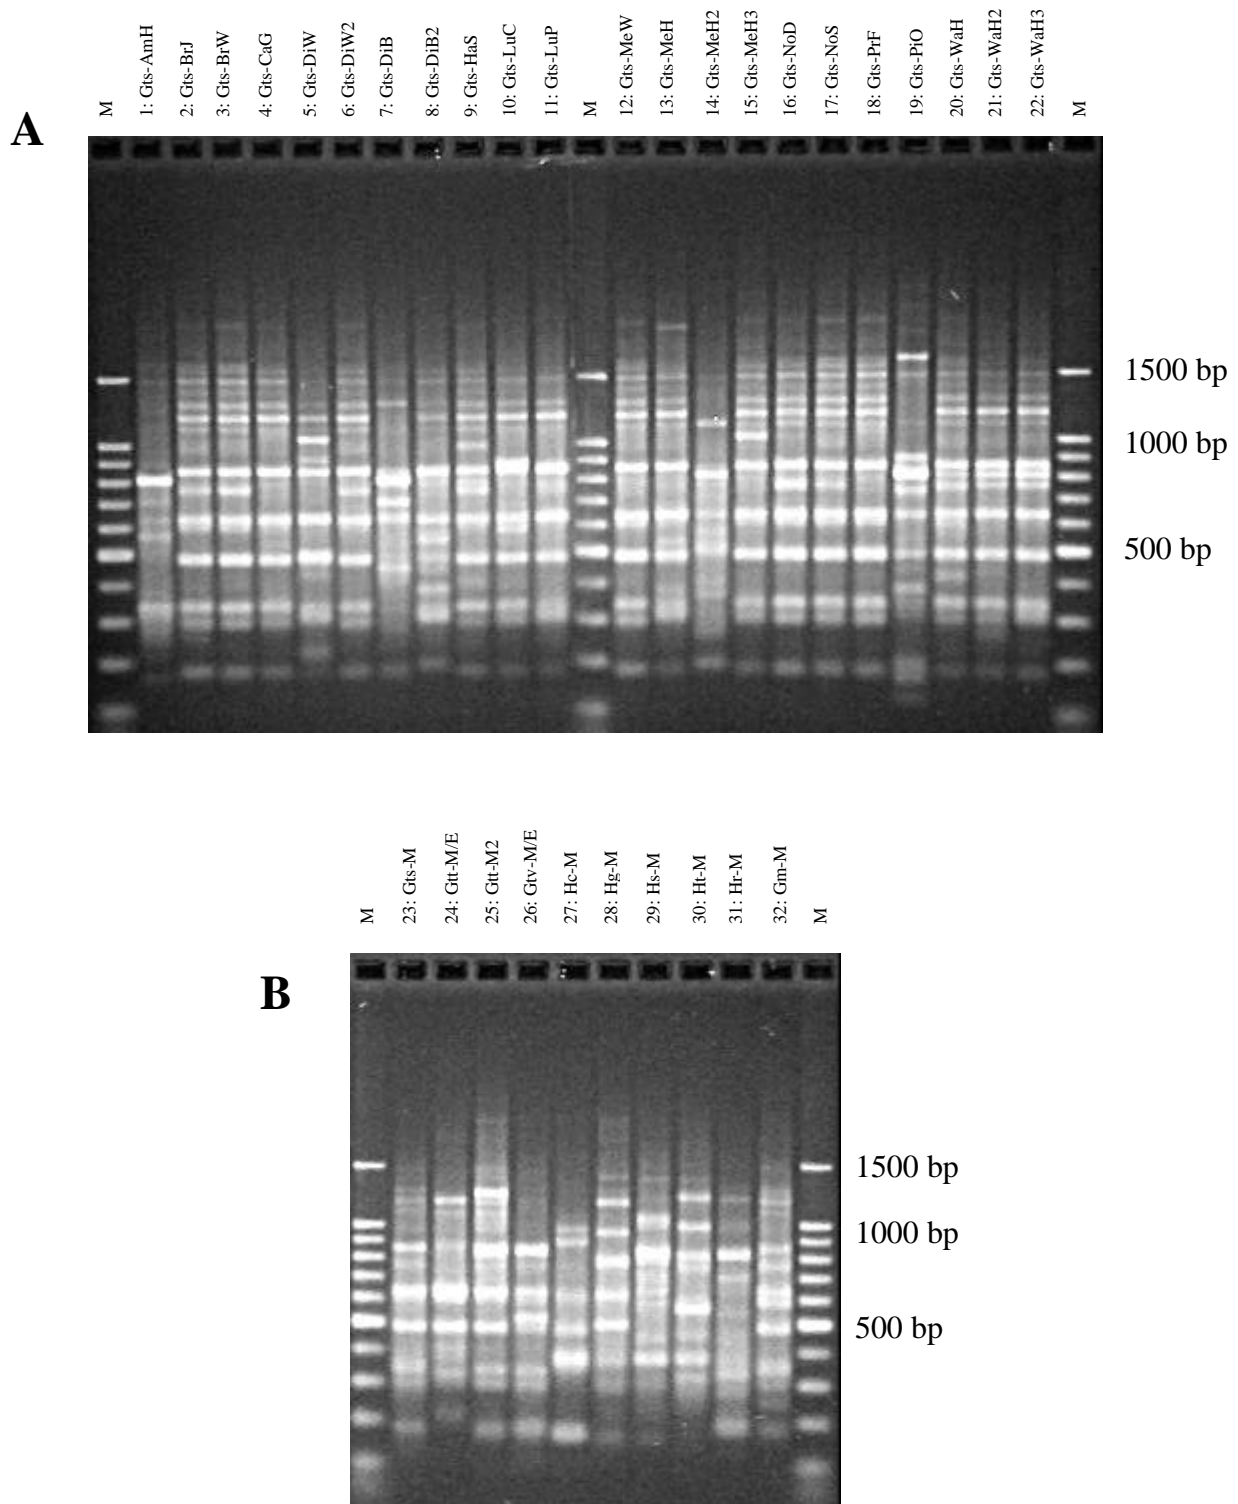 M
1: Gts-AmH
2: Gts-BrJ
3: Gts-BrW
4: Gts-CaG
5: Gts-DiW
6: Gts-DiW2
7: Gts-DiB
8: Gts-DiB2
9: Gts-HaS
10: Gts-LuC
11: Gts-LuP
M
12: Gts-MeW
13: Gts-MeH
14: Gts-MeH2
15: Gts-MeH3
16: Gts-NoD
17: Gts-NoS
18: Gts-PrF
19: Gts-PiO
20: Gts-WaH
21: Gts-WaH2
22: Gts-WaH3
M
A
1500 bp
1000 bp
500 bp
M
23: Gts-M
24: Gtt-M/E
25: Gtt-M2
26: Gtv-M/E
27: Hc-M
28: Hg-M
29: Hs-M
30: Ht-M
31: Hr-M
32: Gm-M
M
B
1500 bp
1000 bp
500 bp